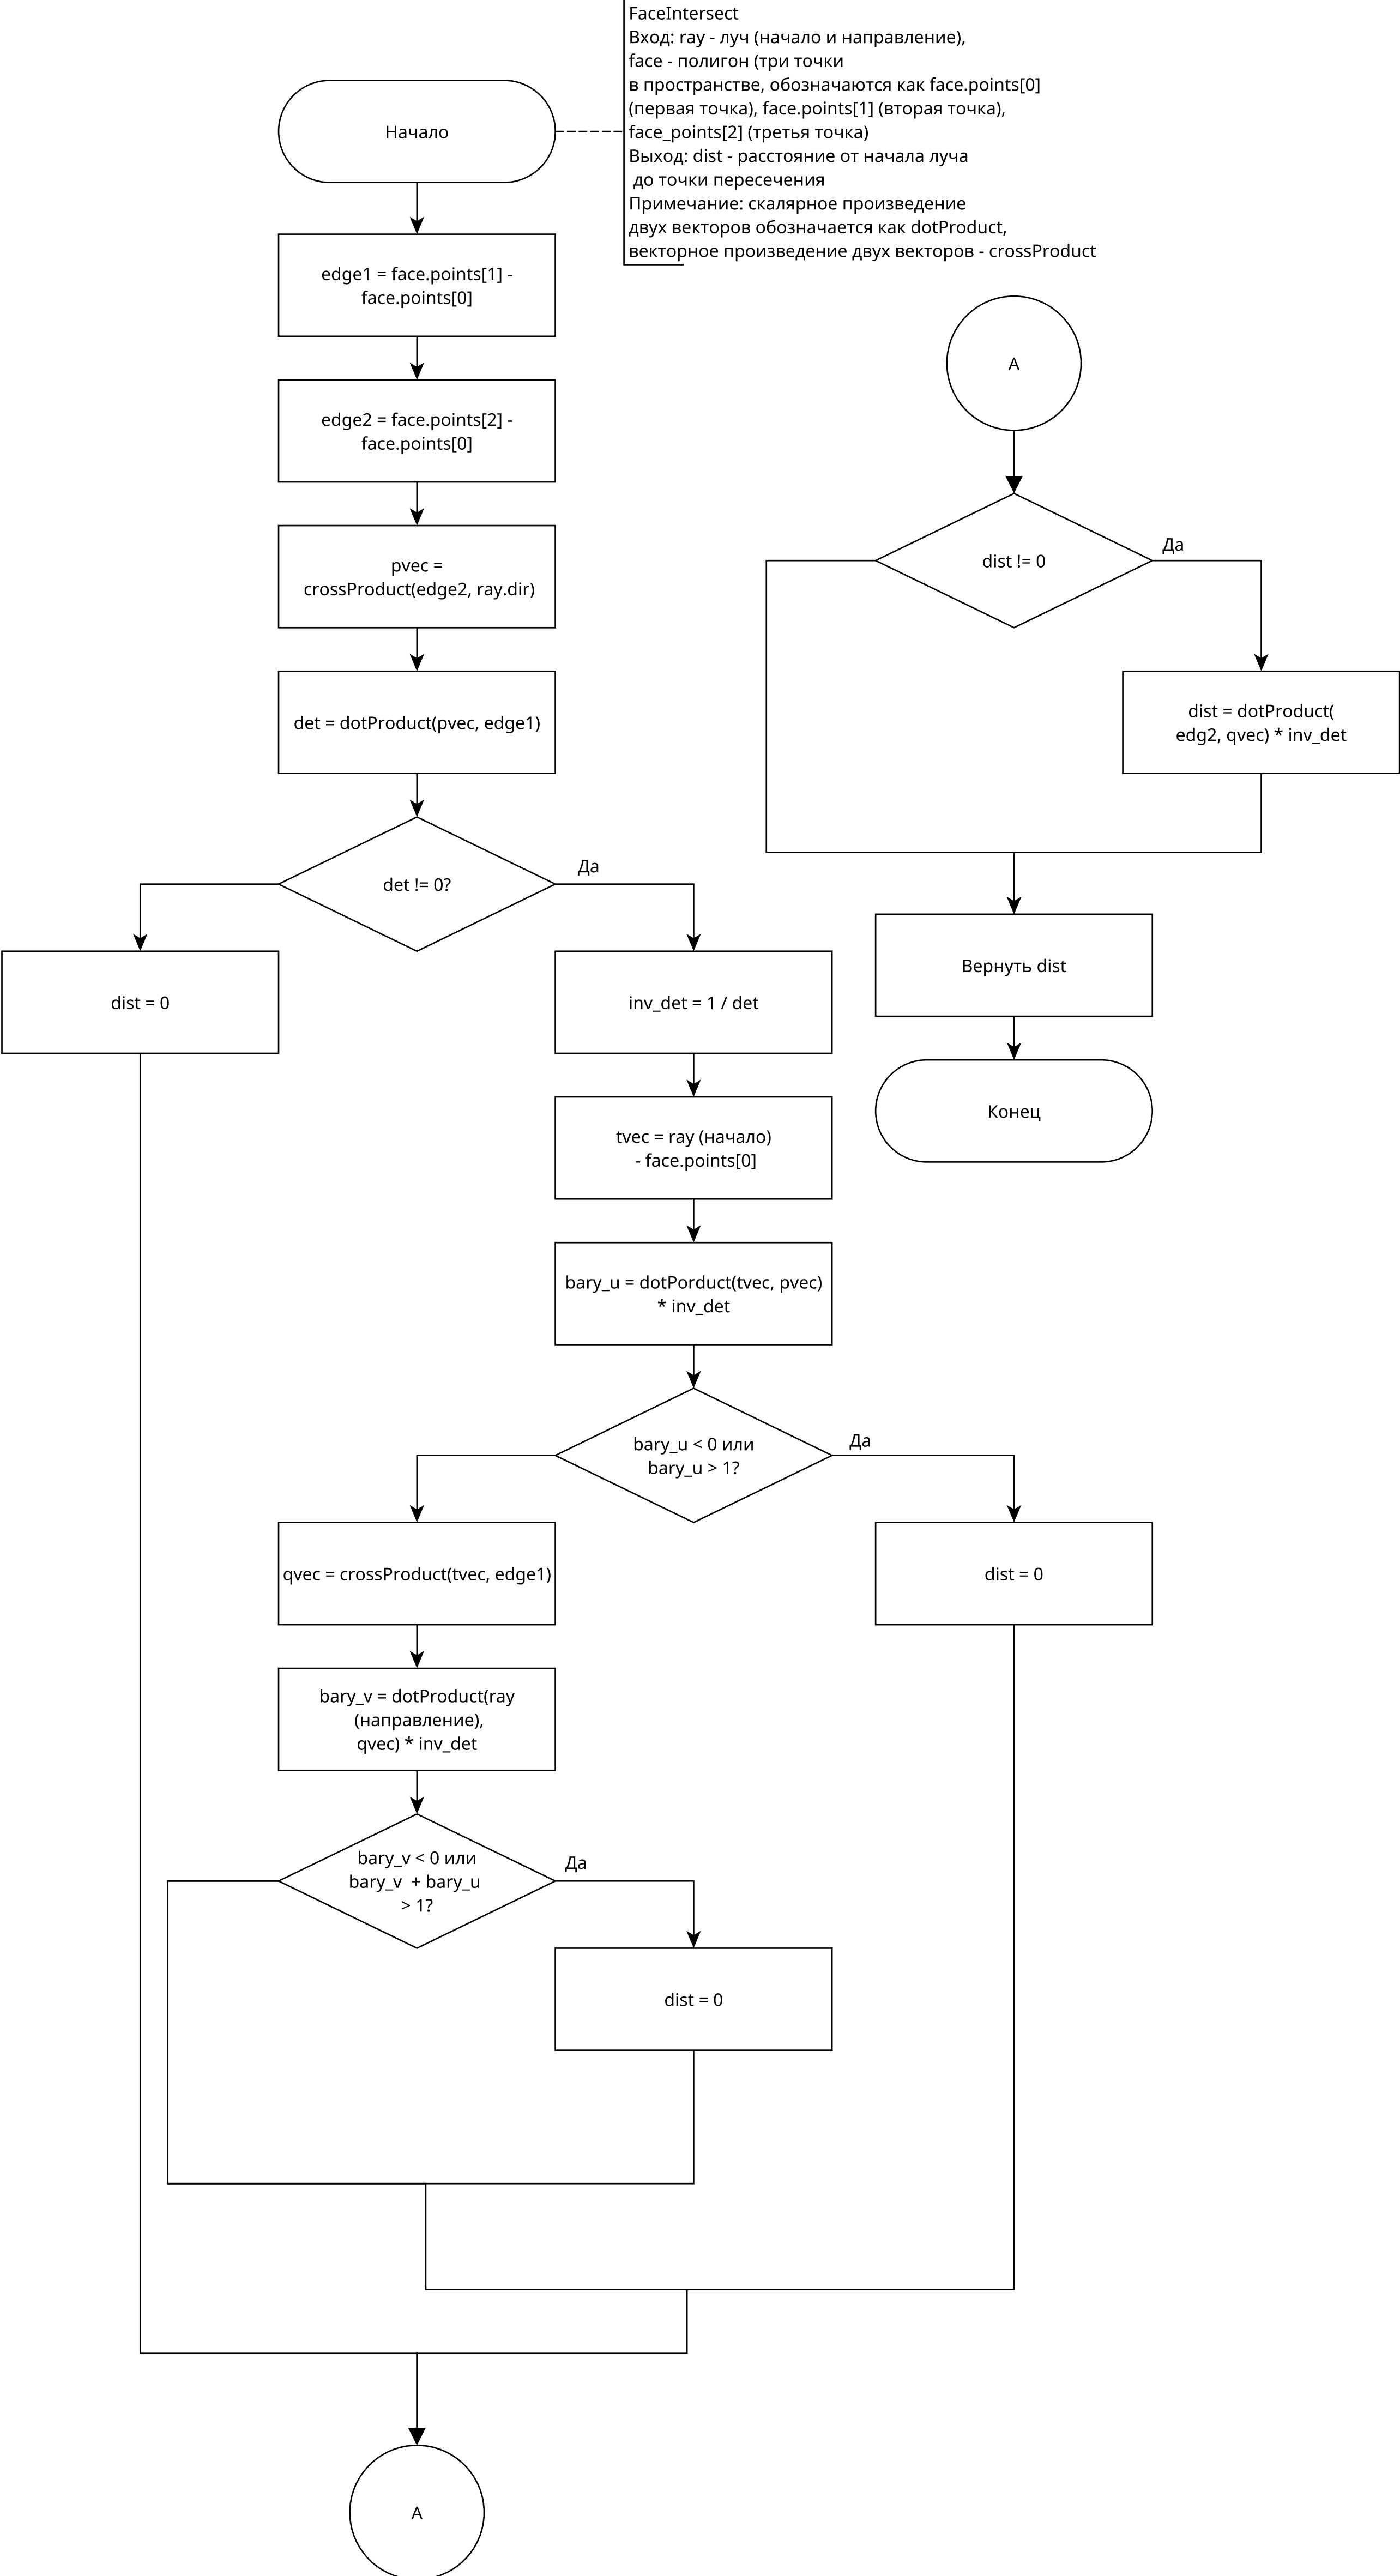 FaceIntersect
Вход: ray - луч (начало и направление),
face - полигон (три точки
в пространстве, обозначаются как face.points[0]
(первая точка), face.points[1] (вторая точка),
face_points[2] (третья точка)
Выход: dist - расстояние от начала луча
до точки пересечения
Примечание: скалярное произведение
двух векторов обозначается как dotProduct,
векторное произведение двух векторов - crossProduct
Начало
edge1 = face.points[1] -
face.points[0]
edge2 = face.points[2] -
face.points[0]
pvec =
crossProduct(edge2, ray.dir)
det = dotProduct(pvec, edge1)
det != 0?
Да
dist = 0
inv_det = 1 / det
tvec = ray (начало)
- face.points[0]
bary_u = dotPorduct(tvec, pvec)
* inv_det
bary_u < 0 или
bary_u > 1?
Да
qvec = crossProduct(tvec, edge1)
dist = 0
bary_v = dotProduct(ray
(направление),
qvec) * inv_det
bary_v < 0 или
bary_v + bary_u
> 1?
Да
dist = 0
A
A
dist != 0
Да
dist = dotProduct(
edg2, qvec) * inv_det
Вернуть dist
Конец